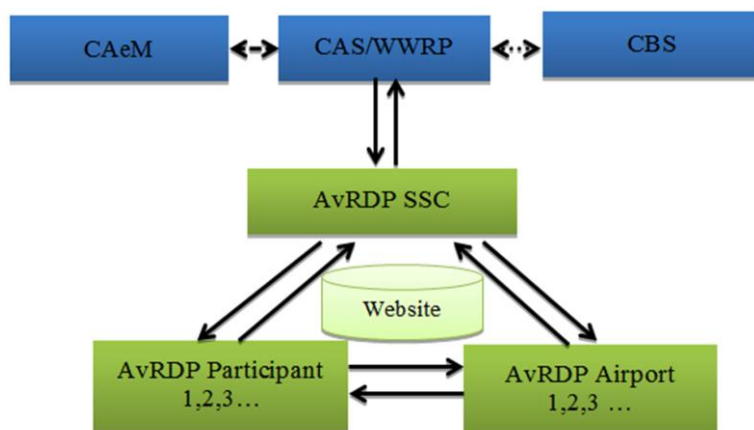 CAeM
CAS/WWRP
CBS
AvRDP SSC
Website
AvRDP Participant
1,2,3…
AvRDP Airport
1,2,3 …